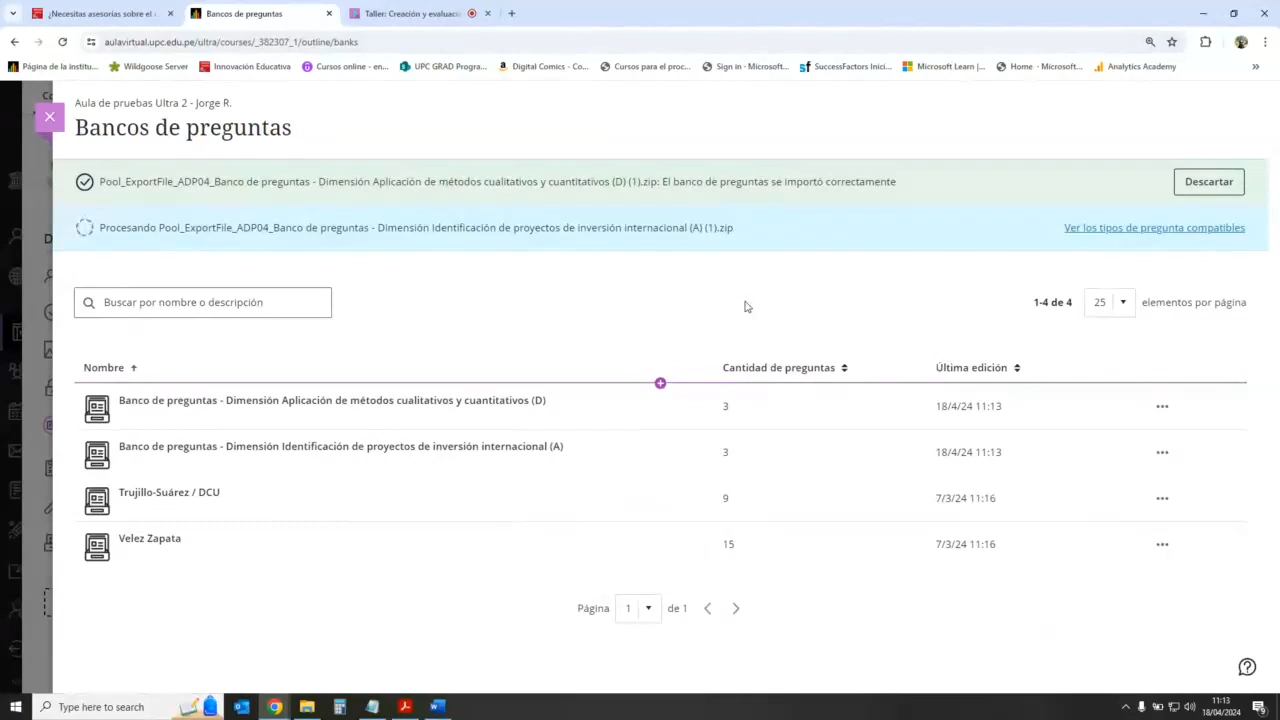 ¿Necesitas asesorías sobre el
Bancos de preguntas
Taller: Creación y evaluaci
aulavirtual.upc.edu.pe/ultra/courses/_382307_1/outline/banks
Página de la Institu...
Wildgoose Server
Innovación Educativa
Cursos online - en...
UPC GRAD Progra...
Digital Comics - Co...
Cursos para el proc...
Sign in - Microsoft...
SuccessFactors Inici...
Microsoft Learn |...
Home - Microsoft...
Analytics Academy
Aula de pruebas Ultra 2 - Jorge R.
Bancos de preguntas
Pool_ExportFile_ADP04_Banco de preguntas - Dimensión Aplicación de métodos cualitativos y cuantitativos (D) (1).zip: El banco de preguntas se importó correctamente
Descartar
Procesando Pool_ExportFile_ADP04_Banco de preguntas - Dimensión Identificación de proyectos de inversión internacional (A) (1).zip
Ver los tipos de pregunta compatibles
Buscar por nombre o descripción
1-4 de 4
25
elementos por página
Nombre
Cantidad de preguntas
Última edición
Banco de preguntas - Dimensión Aplicación de métodos cualitativos y cuantitativos (D)
3
18/4/24 11:13
Banco de preguntas - Dimensión Identificación de proyectos de inversión internacional (A)
3
18/4/24 11:13
Trujillo-Suárez / DCU
9
7/3/24 11:16
Velez Zapata
15
7/3/24 11:16
Página 1 de 1
Type here to search
11:13
18/04/2024